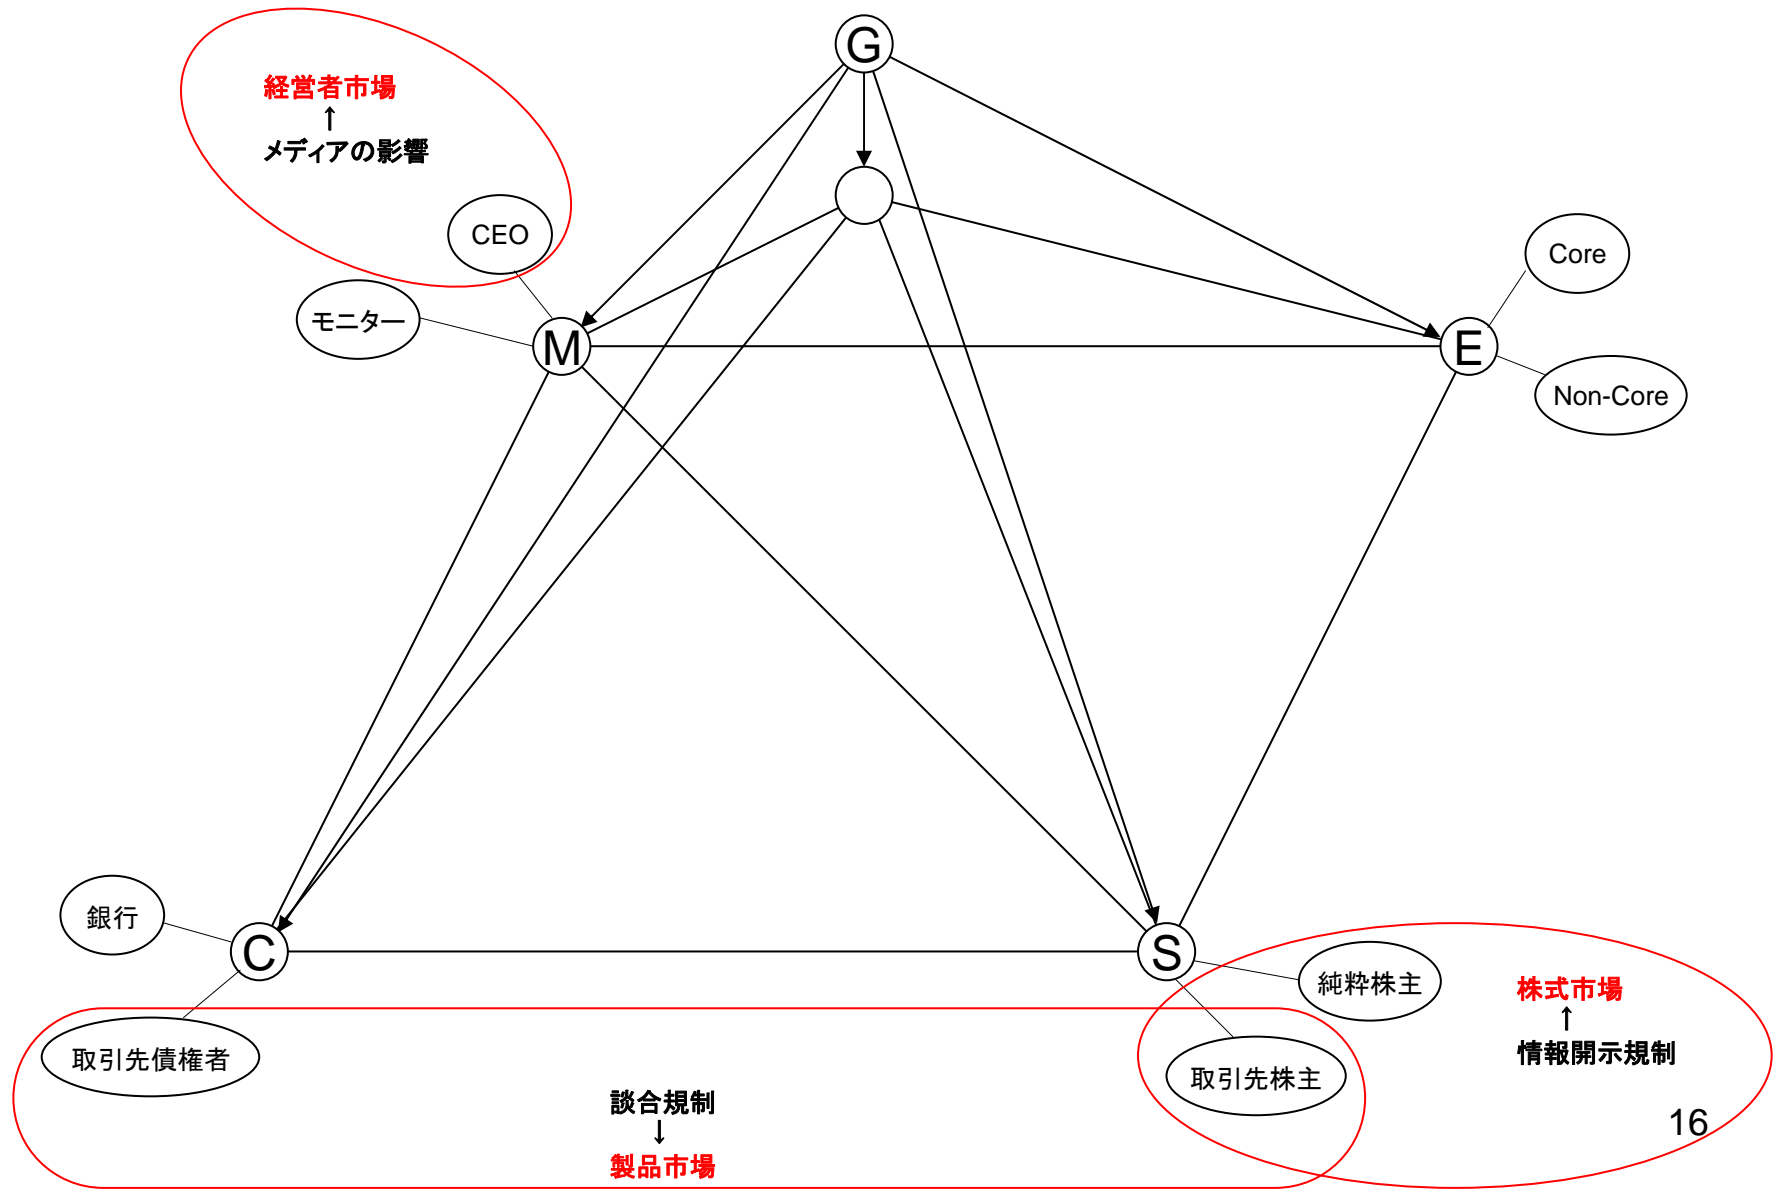 G
経営者市場
↑
メディアの影響
CEO
Core
モニター
M
E
Non-Core
銀行
C
S
純粋株主
株式市場
↑
情報開示規制
取引先債権者
取引先株主
談合規制
↓
製品市場
16